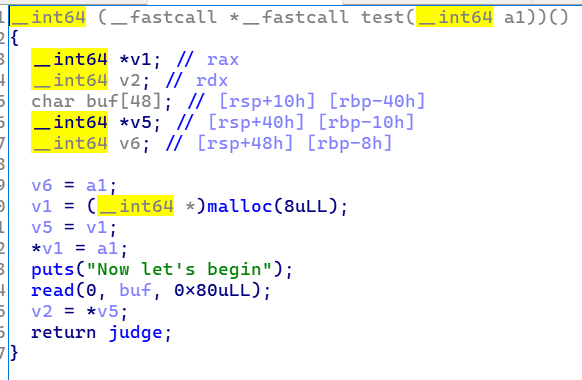 1 __int64 (__fastcall *__fastcall test(__int64 a1))()
2 {
3 __int64 *v1; // rax
4 __int64 v2; // rdx
5 char buf[48]; // [rsp+10h] [rbp-40h]
6 __int64 *v5; // [rsp+40h] [rbp-10h]
7 __int64 v6; // [rsp+48h] [rbp-8h]
8
9 v6 = a1;
0 v1 = (__int64 *)malloc(8uLL);
1 v5 = v1;
2 *v1 = a1;
3 puts("Now let's begin");
4 read(0, buf, 0×80uLL);
5 v2 = *v5;
6 return judge;
7 }